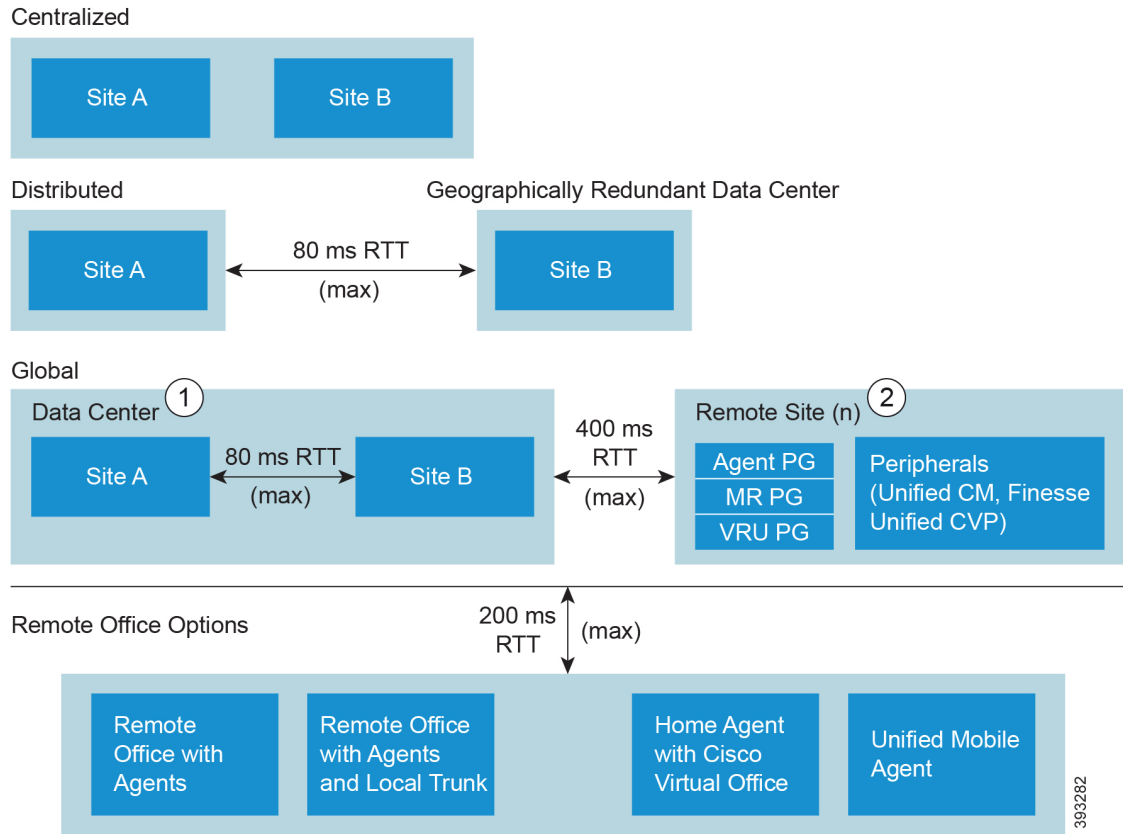 Centralized
Site A
Site B
Distributed
Geographically Redundant Data Center
Site A
80 ms RTT
(max)
Site B
Global
Data Center
1
Site A
80 ms RTT
(max)
Site B
400 ms
RTT
(max)
Remote Site (n)
2
Agent PG
MR PG
VRU PG
Peripherals
(Unified CM, Finesse
Unified CVP)
Remote Office Options
200 ms
RTT
(max)
Remote
Office with
Agents
Remote Office
with Agents
and Local Trunk
Home Agent
with Cisco
Virtual Office
Unified Mobile
Agent
393282